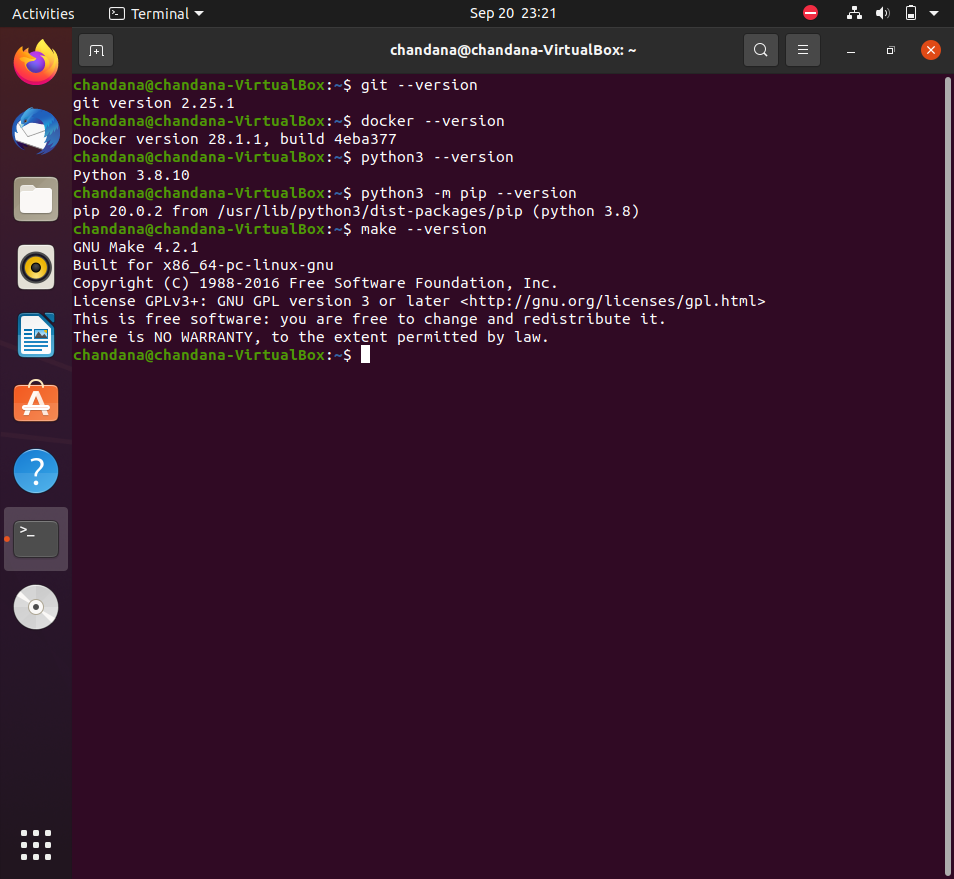 Activities
Terminal
Sep 20 23:21
chandana@chandana-VirtualBox: ~
chandana@chandana-VirtualBox:~$ git --version
git version 2.25.1
chandana@chandana-VirtualBox:~$ docker --version
Docker version 28.1.1, build 4eba377
chandana@chandana-VirtualBox:~$ python3 --version
Python 3.8.10
chandana@chandana-VirtualBox:~$ python3 -m pip --version
pip 20.0.2 from /usr/lib/python3/dist-packages/pip (python 3.8)
chandana@chandana-VirtualBox:~$ make --version
GNU Make 4.2.1
Built for x86_64-pc-linux-gnu
Copyright (C) 1988-2016 Free Software Foundation, Inc.
License GPLv3+: GNU GPL version 3 or later <http://gnu.org/licenses/gpl.html>
This is free software: you are free to change and redistribute it.
There is NO WARRANTY, to the extent permitted by law.
chandana@chandana-VirtualBox:~$